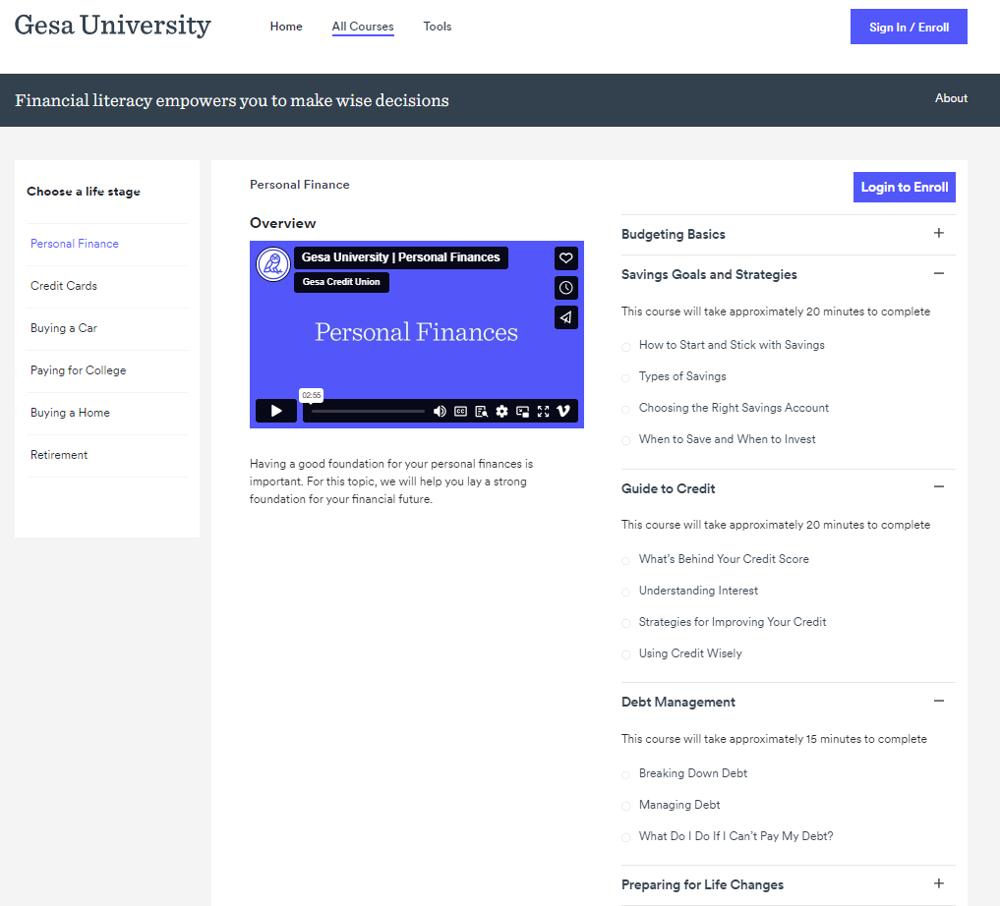 Gesa University
Home
All Courses
Tools
Sign In / Enroll
Financial literacy empowers you to make wise decisions
About
Choose a life stage
Personal Finance
Credit Cards
Buying a Car
Paying for College
Buying a Home
Retirement
Personal Finance
Login to Enroll
Overview
Gesa University | Personal Finances
Gesa Credit Union
Personal Finances
02:55
CC
Having a good foundation for your personal finances is
important. For this topic, we will help you lay a strong
foundation for your financial future.
Budgeting Basics
Savings Goals and Strategies
This course will take approximately 20 minutes to complete
How to Start and Stick with Savings
Types of Savings
Choosing the Right Savings Account
When to Save and When to Invest
Guide to Credit
This course will take approximately 20 minutes to complete
What's Behind Your Credit Score
Understanding Interest
Strategies for Improving Your Credit
Using Credit Wisely
Debt Management
This course will take approximately 15 minutes to complete
Breaking Down Debt
Managing Debt
What Do I Do If I Can't Pay My Debt?
Preparing for Life Changes